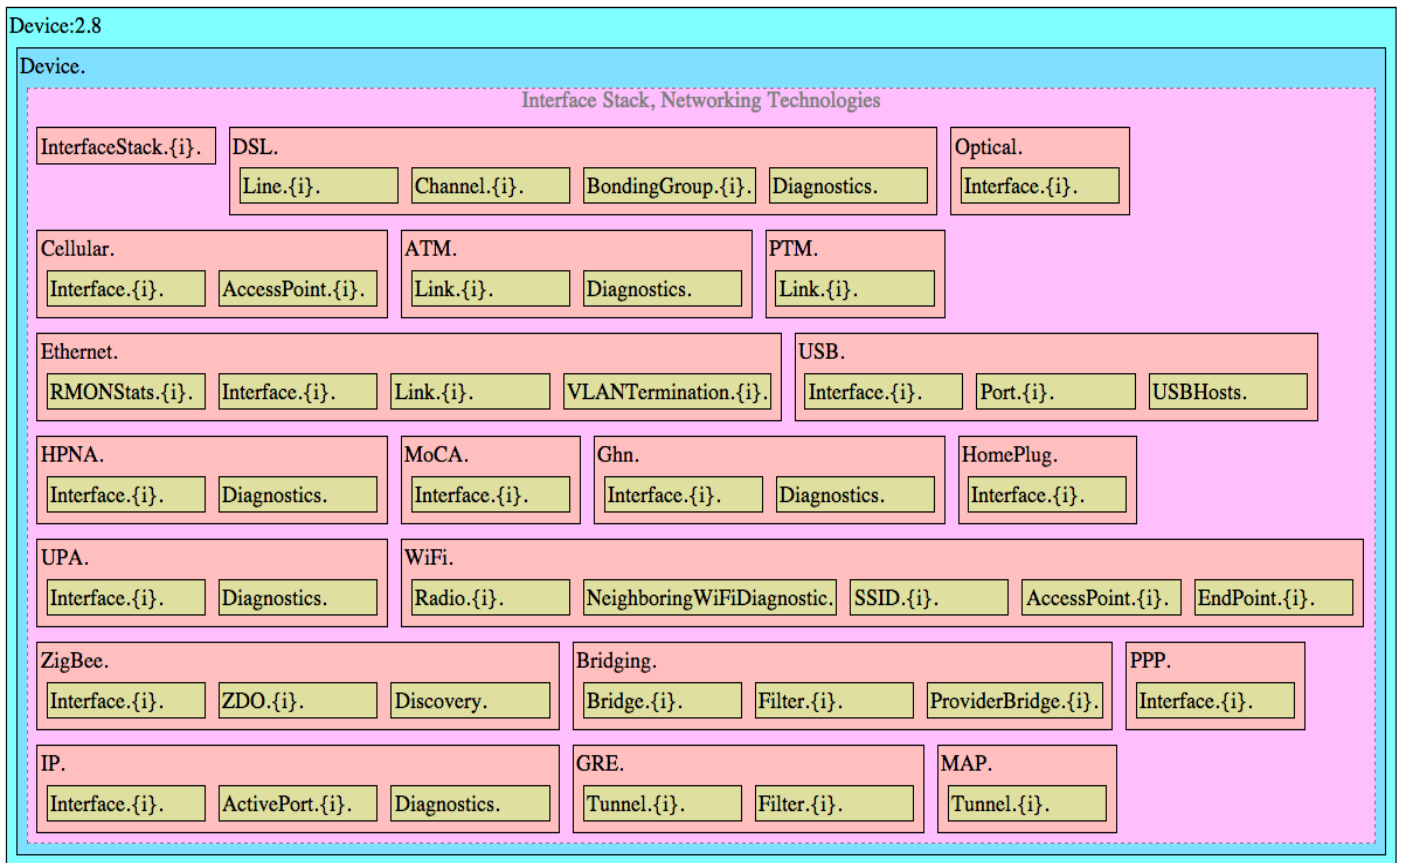 Device:2.8
Device.
Interface Stack, Networking Technologies
InterfaceStack.{i}. DSL. Optical.
Line.{i}. Channel.{i}. BondingGroup.{i}. Diagnostics. Interface.{i}.
Cellular. ATM. PTM.
Interface.{i}. AccessPoint.{i}. Link.{i}. Diagnostics. Link.{i}.
Ethernet. USB.
RMONStats.{i}. Interface.{i}. Link.{i}. VLANTermination.{i}. Interface.{i}. Port.{i}. USBHosts.
HPNA. MoCA. Ghn. HomePlug.
Interface.{i}. Diagnostics. Interface.{i}. Interface.{i}. Diagnostics. Interface.{i}.
UPA. WiFi.
Interface.{i}. Diagnostics. Radio.{i}. NeighboringWiFiDiagnostic. SSID.{i}. AccessPoint.{i}. EndPoint.{i}.
ZigBee. Bridging. PPP.
Interface.{i}. ZDO.{i}. Discovery. Bridge.{i}. Filter.{i}. ProviderBridge.{i}. Interface.{i}.
IP. GRE. MAP.
Interface.{i}. ActivePort.{i}. Diagnostics. Tunnel.{i}. Filter.{i}. Tunnel.{i}.